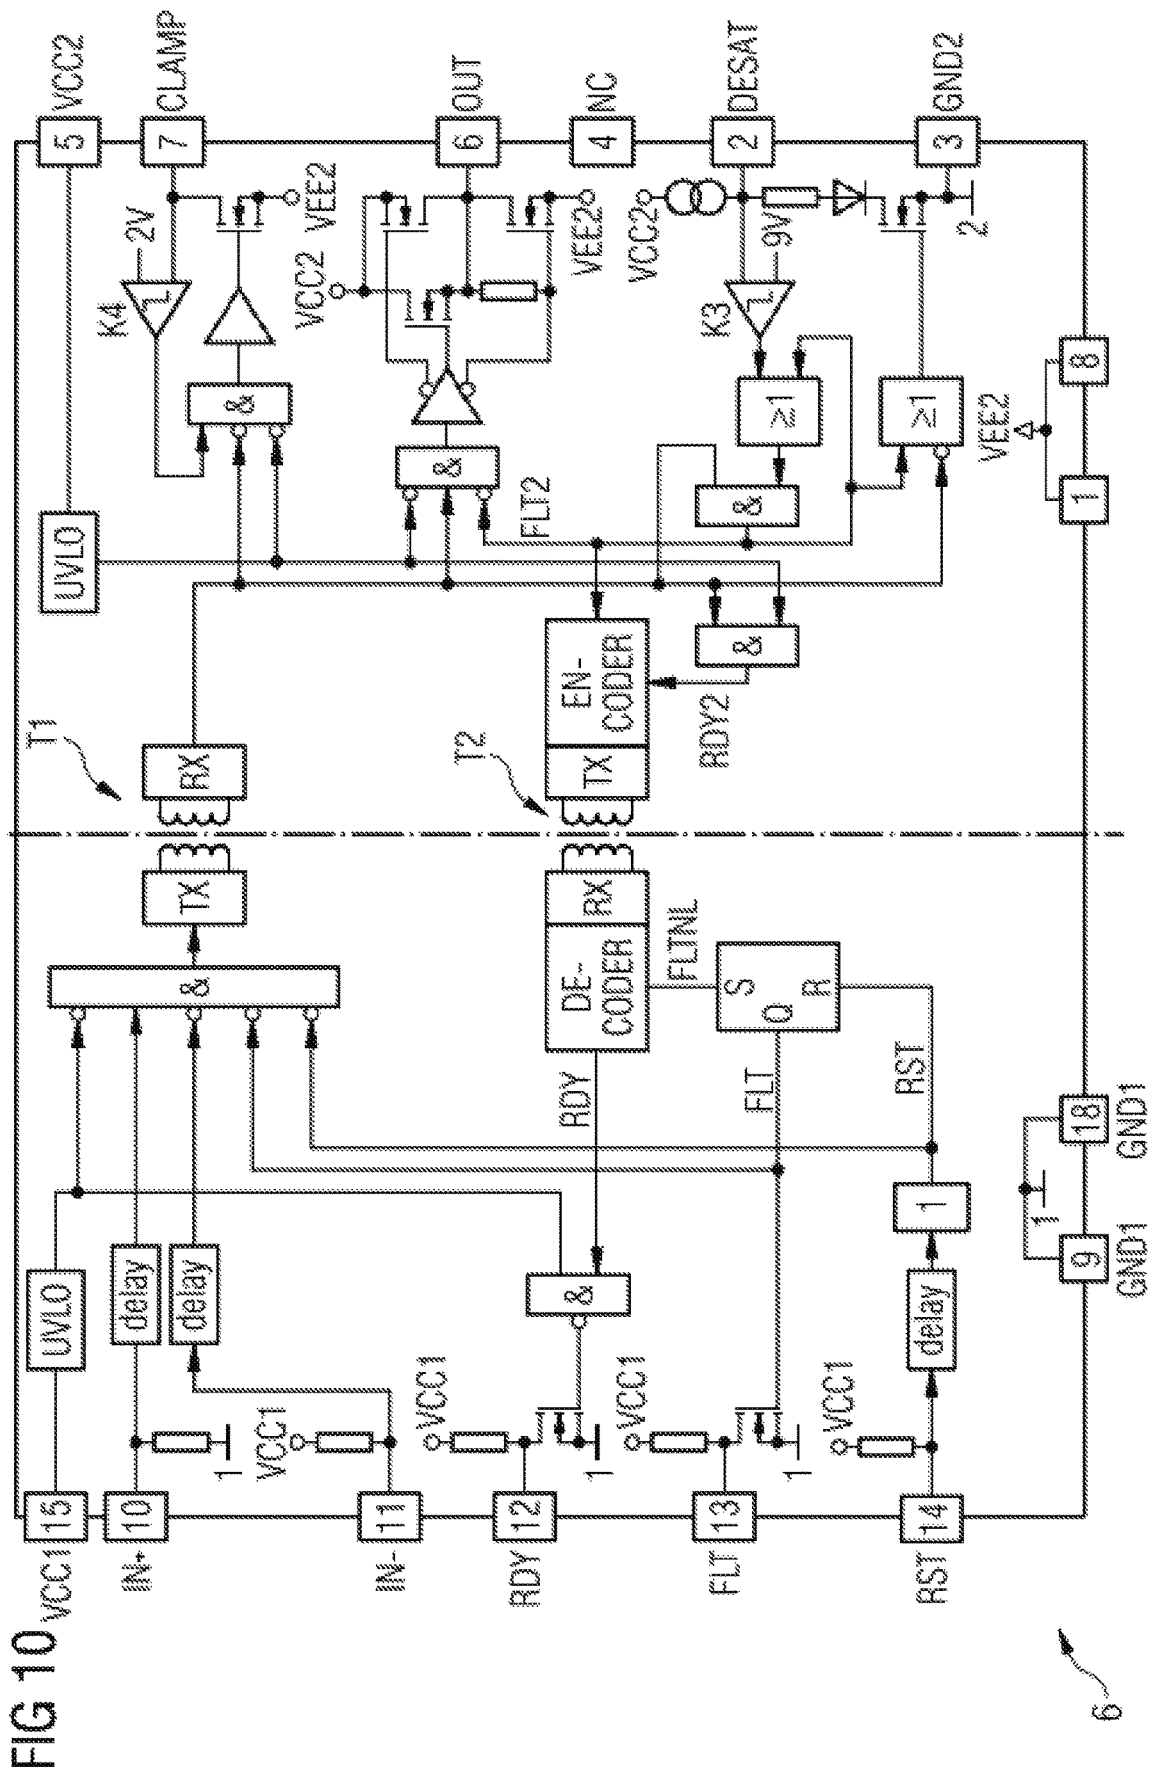 FIG 10
VCC1
15
UVLO
IN+
10
1
delay
IN-
11
VCC1
delay
RDY
12
VCC1
1
&
RDY
FLT
13
VCC1
1
FLT
RST
14
VCC1
delay
1
RST
&
TX
T1
RX
DE-
CODER
RX
T2
TX
EN-
CODER
FLTNL
S
Q
R
RDY2
&
FLT2
UVLO
5
VCC2
K4
2V
7
CLAMP
&
VEE2
VCC2
&
6
OUT
VEE2
4
NC
VCC2
2
DESAT
K3
9V
≥1
&
≥1
3
GND2
2
9
GND1
1
18
GND1
1
VEE2
8
6